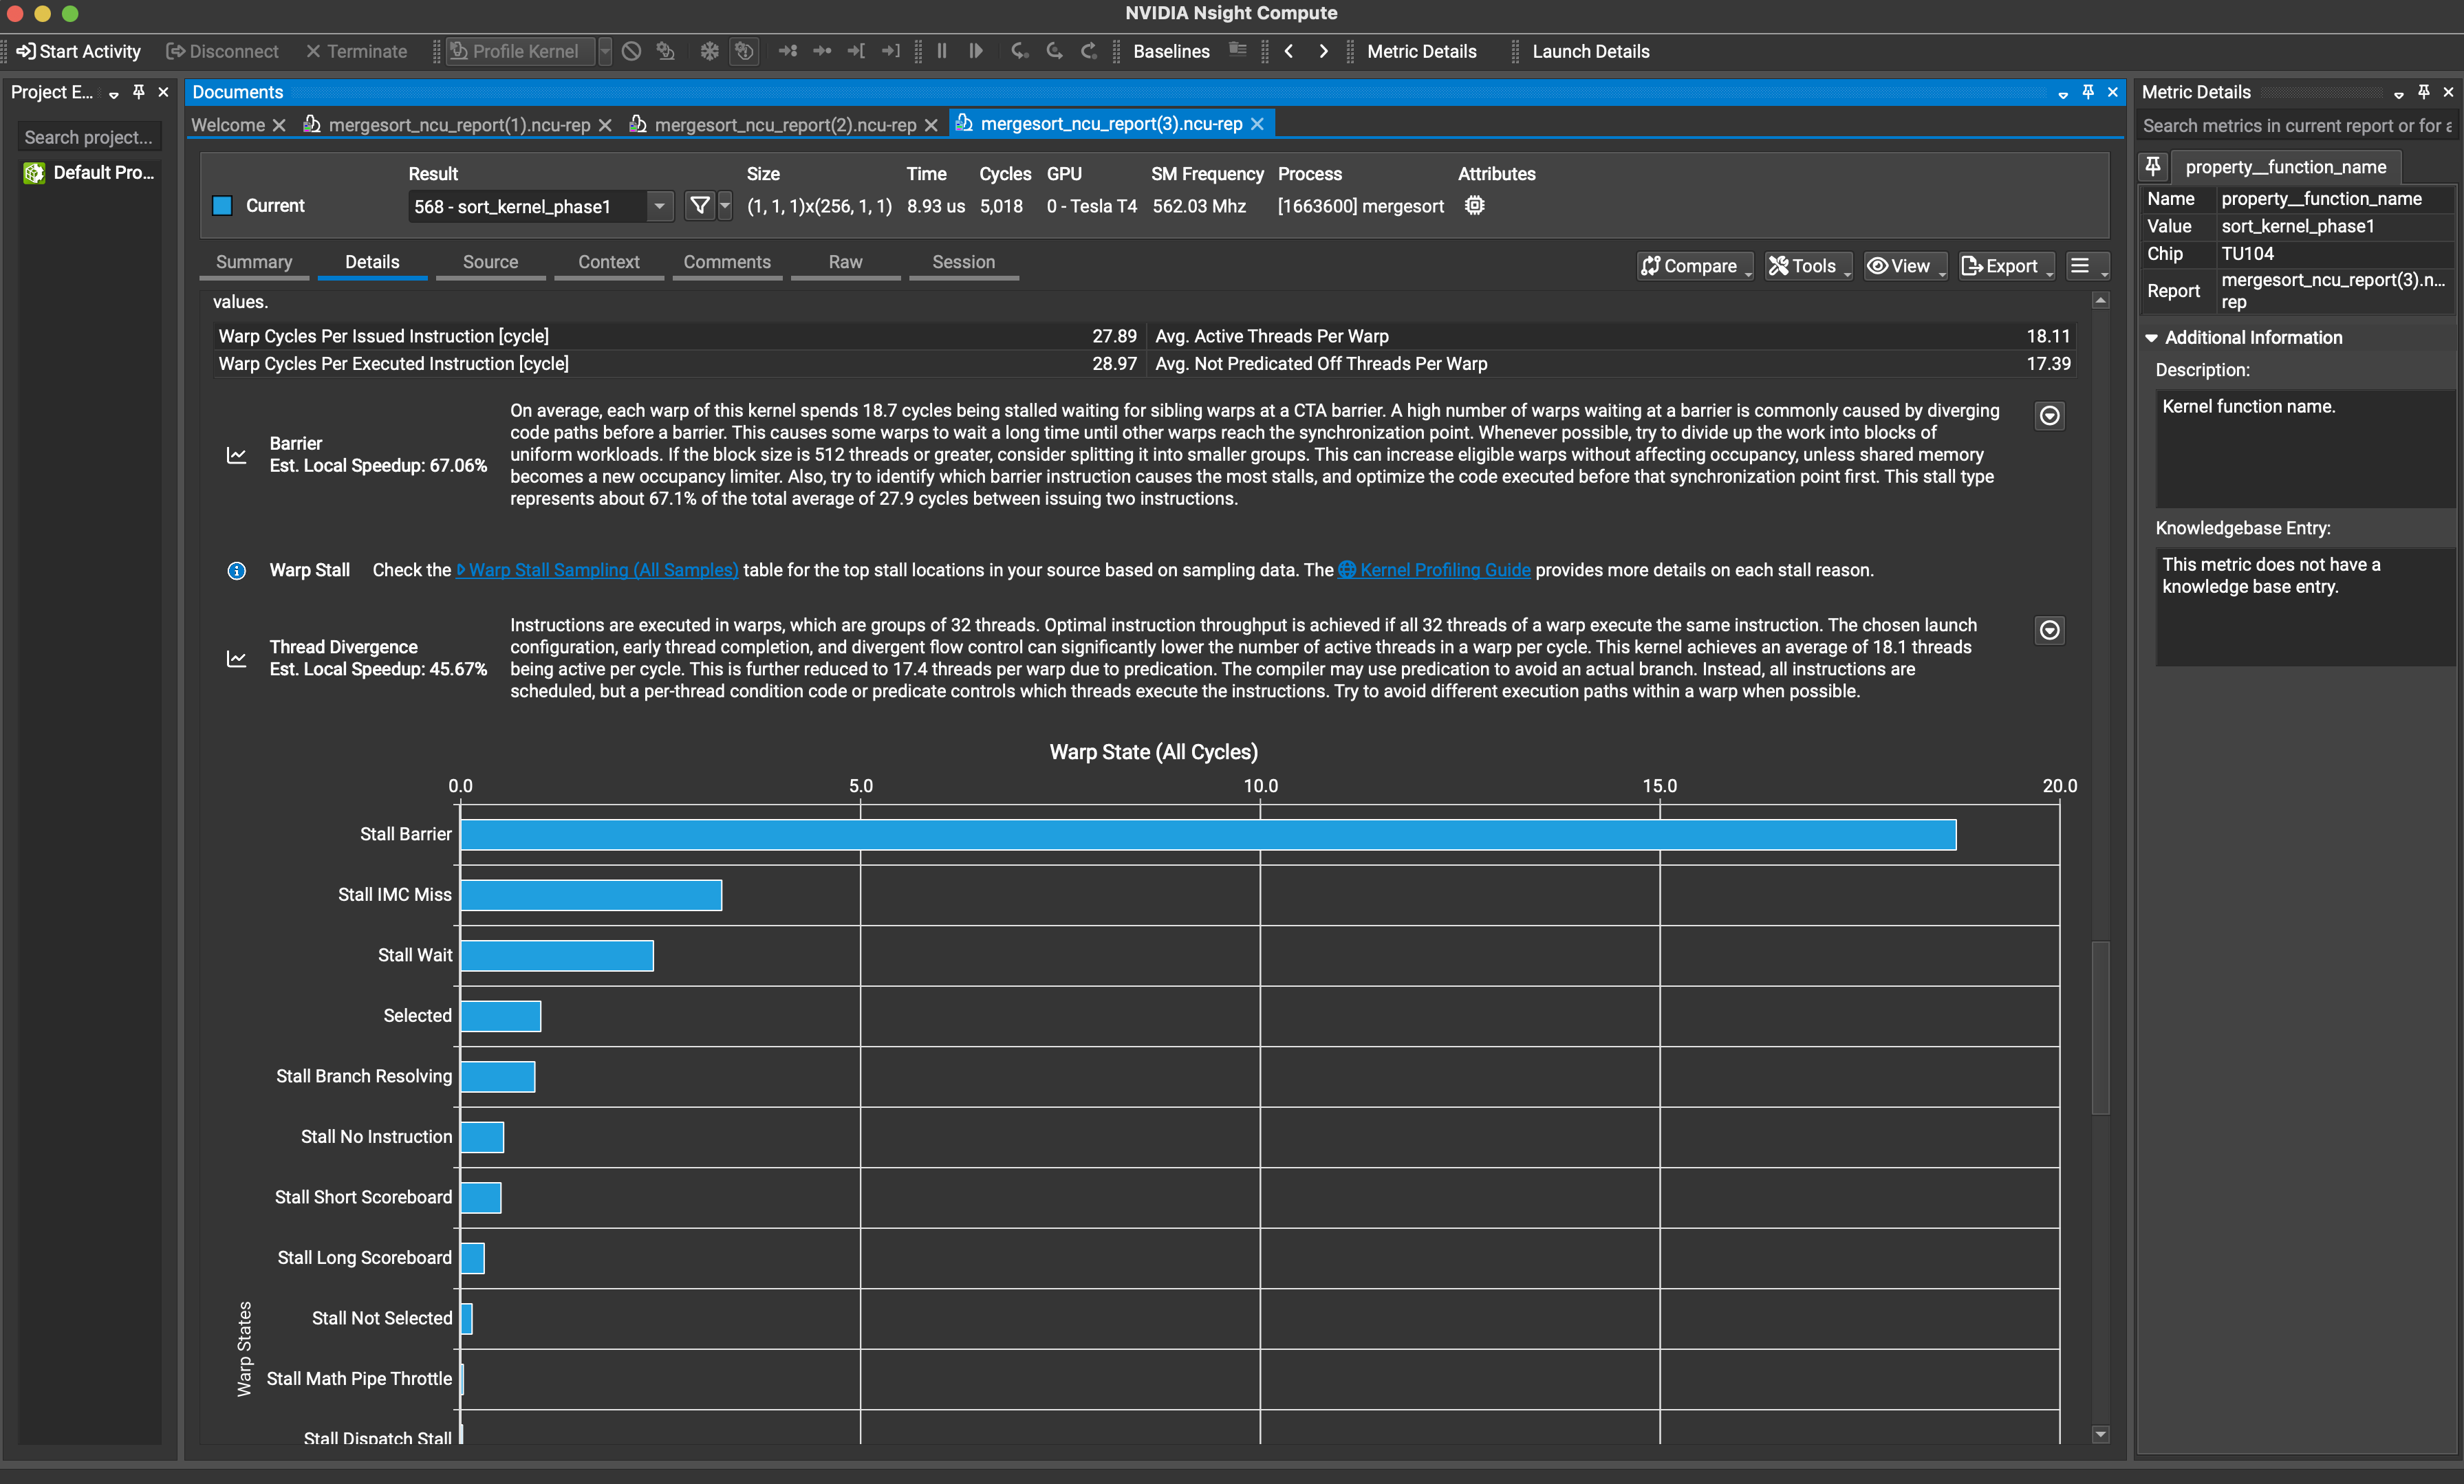 NVIDIA Nsight Compute
Start Activity Disconnect Terminate Profile Kernel Baselines Metric Details Launch Details
Project E...
Search project...
Default Pro...
Documents
Welcome mergesort_ncu_report(1).ncu-rep mergesort_ncu_report(2).ncu-rep mergesort_ncu_report(3).ncu-rep
Result Size Time Cycles GPU SM Frequency Process Attributes
Current 568 - sort_kernel_phase1 (1, 1, 1)x(256, 1, 1) 8.93 us 5,018 0 - Tesla T4 562.03 Mhz [1663600] mergesort
Summary Details Source Context Comments Raw Session Compare Tools View Export
values.
Warp Cycles Per Issued Instruction [cycle] 27.89 Avg. Active Threads Per Warp 18.11
Warp Cycles Per Executed Instruction [cycle] 28.97 Avg. Not Predicated Off Threads Per Warp 17.39
Barrier
Est. Local Speedup: 67.06%
On average, each warp of this kernel spends 18.7 cycles being stalled waiting for sibling warps at a CTA barrier. A high number of warps waiting at a barrier is commonly caused by diverging
code paths before a barrier. This causes some warps to wait a long time until other warps reach the synchronization point. Whenever possible, try to divide up the work into blocks of
uniform workloads. If the block size is 512 threads or greater, consider splitting it into smaller groups. This can increase eligible warps without affecting occupancy, unless shared memory
becomes a new occupancy limiter. Also, try to identify which barrier instruction causes the most stalls, and optimize the code executed before that synchronization point first. This stall type
represents about 67.1% of the total average of 27.9 cycles between issuing two instructions.
Warp Stall Check the Warp Stall Sampling (All Samples) table for the top stall locations in your source based on sampling data. The Kernel Profiling Guide provides more details on each stall reason.
Thread Divergence
Est. Local Speedup: 45.67%
Instructions are executed in warps, which are groups of 32 threads. Optimal instruction throughput is achieved if all 32 threads of a warp execute the same instruction. The chosen launch
configuration, early thread completion, and divergent flow control can significantly lower the number of active threads in a warp per cycle. This kernel achieves an average of 18.1 threads
being active per cycle. This is further reduced to 17.4 threads per warp due to predication. The compiler may use predication to avoid an actual branch. Instead, all instructions are
scheduled, but a per-thread condition code or predicate controls which threads execute the instructions. Try to avoid different execution paths within a warp when possible.
Warp State (All Cycles)
0.0 5.0 10.0 15.0 20.0
Stall Barrier
Stall IMC Miss
Stall Wait
Selected
Stall Branch Resolving
Stall No Instruction
Stall Short Scoreboard
Stall Long Scoreboard
Stall Not Selected
Stall Math Pipe Throttle
Stall Dispatch Stall
Warp States
Metric Details
Search metrics in current report or for a
property__function_name
Name property__function_name
Value sort_kernel_phase1
Chip TU104
Report mergesort_ncu_report(3).n...
rep
Additional Information
Description:
Kernel function name.
Knowledgebase Entry:
This metric does not have a
knowledge base entry.